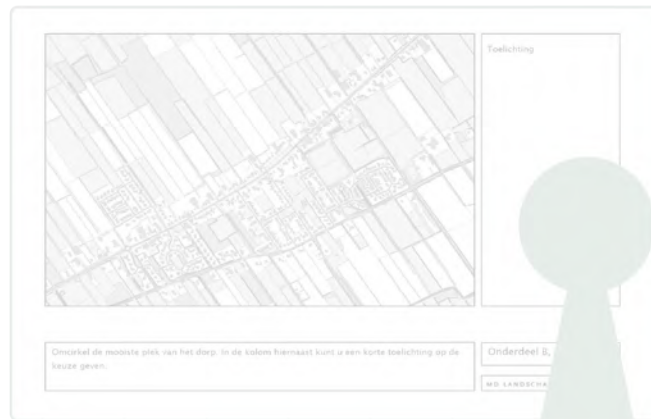 Toelichting
Omcirkel de mooiste plek van het dorp. In de kolom hiernaast kunt u een korte toelichting op de
keuze geven.
Onderdeel B,
MD LANDSCHA